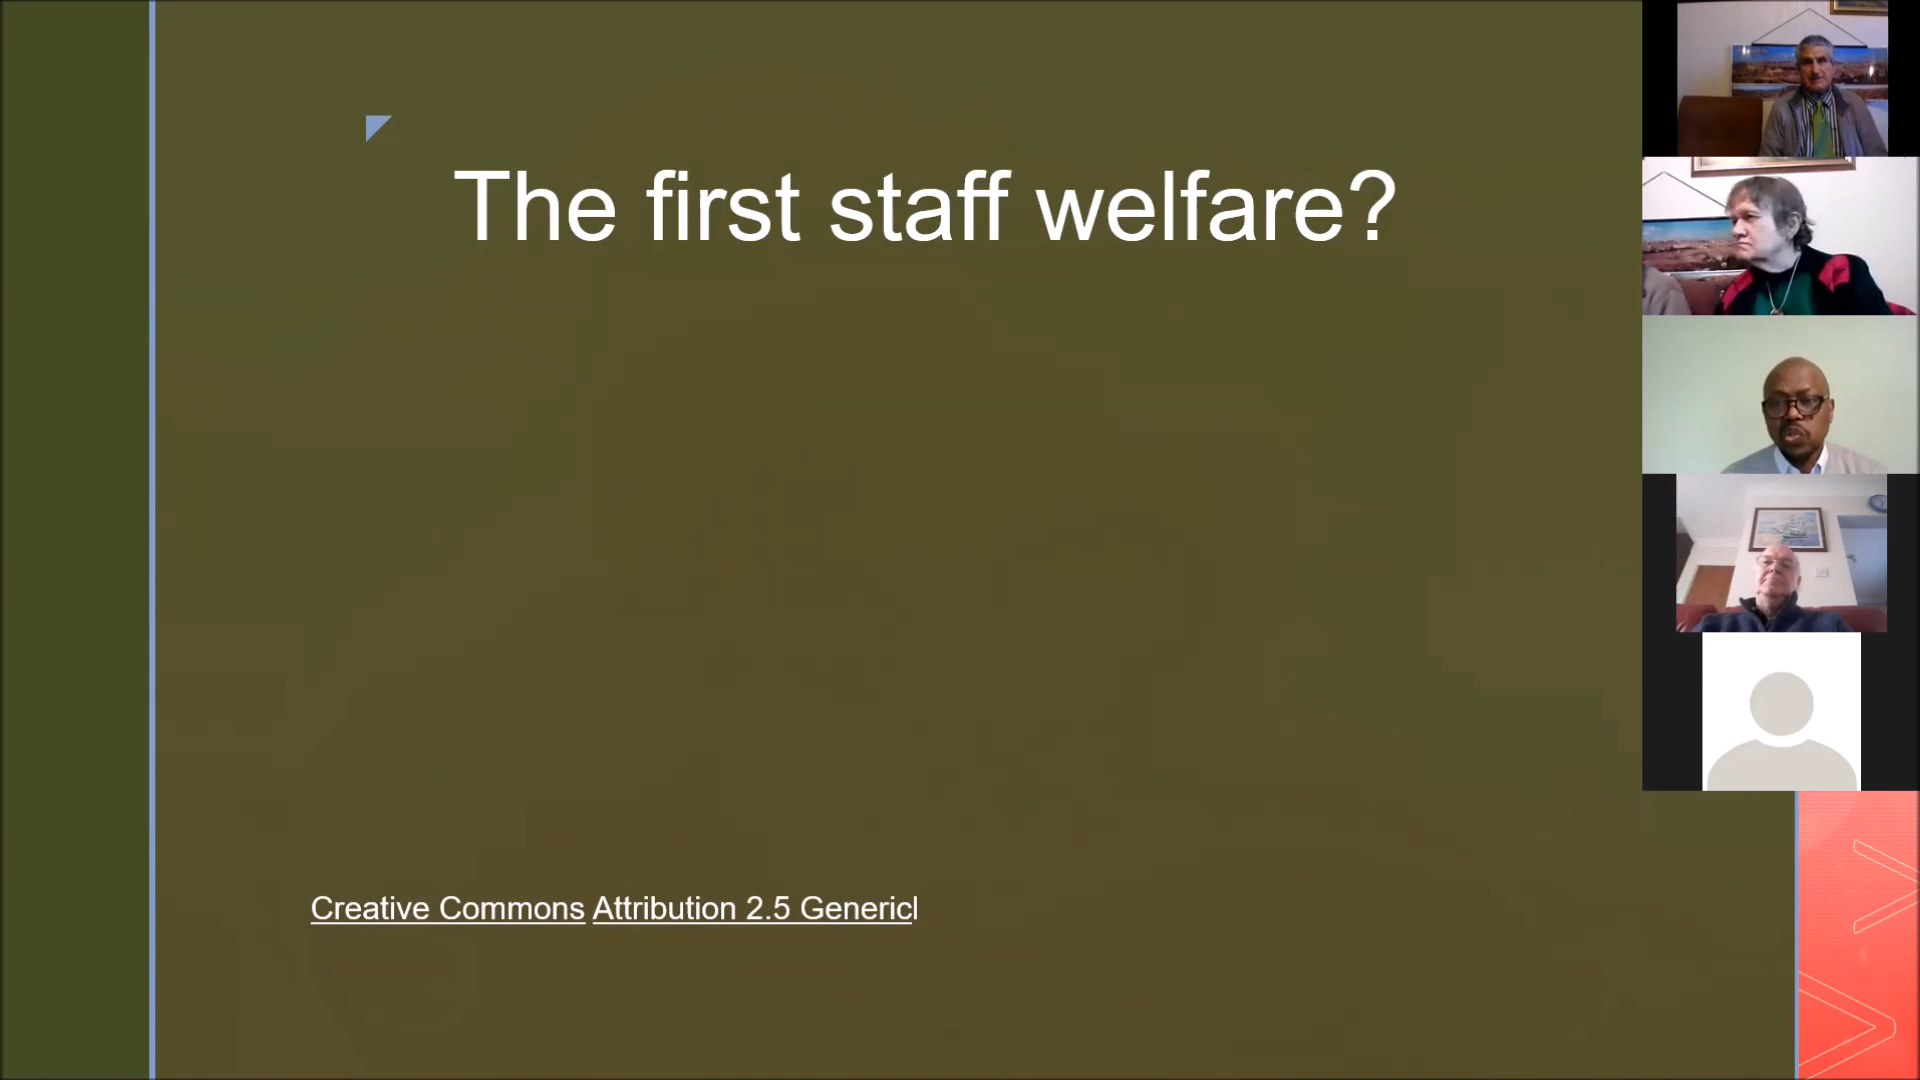 The first staff welfare?
Creative Commons Attribution 2.5 Genericl